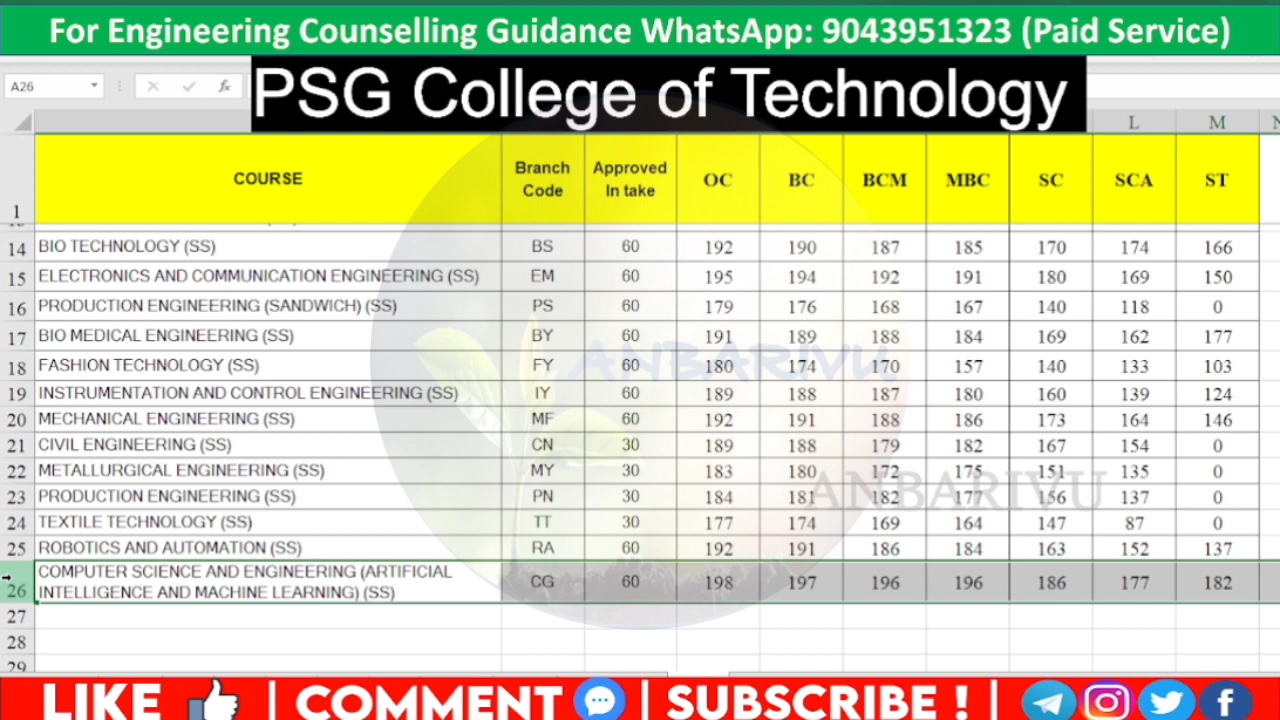 For Engineering Counselling Guidance WhatsApp: 9043951323 (Paid Service)
A26 fx
PSG College of Technology
L M N
1 COURSE Branch Code Approved In take OC BC BCM MBC SC SCA ST
14 BIO TECHNOLOGY (SS) BS 60 192 190 187 185 170 174 166
15 ELECTRONICS AND COMMUNICATION ENGINEERING (SS) EM 60 195 194 192 191 180 169 150
16 PRODUCTION ENGINEERING (SANDWICH) (SS) PS 60 179 176 168 167 140 118 0
17 BIO MEDICAL ENGINEERING (SS) BY 60 191 189 188 184 169 162 177
18 FASHION TECHNOLOGY (SS) FY 60 180 174 170 157 140 133 103
19 INSTRUMENTATION AND CONTROL ENGINEERING (SS) IY 60 189 188 187 180 160 139 124
20 MECHANICAL ENGINEERING (SS) MF 60 192 191 188 186 173 164 146
21 CIVIL ENGINEERING (SS) CN 30 189 188 179 182 167 154 0
22 METALLURGICAL ENGINEERING (SS) MY 30 183 180 172 175 151 135 0
23 PRODUCTION ENGINEERING (SS) PN 30 184 181 182 177 156 137 0
24 TEXTILE TECHNOLOGY (SS) TT 30 177 174 169 164 147 87 0
25 ROBOTICS AND AUTOMATION (SS) RA 60 192 191 186 184 163 152 137
26 COMPUTER SCIENCE AND ENGINEERING (ARTIFICIAL
INTELLIGENCE AND MACHINE LEARNING) (SS) CG 60 198 197 196 196 186 177 182
27
28
29
ANBARIVU
ANBARIVU
LIKE | COMMENT | SUBSCRIBE ! |